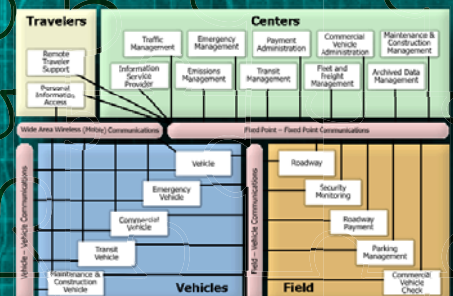 Travelers
Remote
Traveler
Support
Personal
Information
Access
Centers
Traffic
Management
Emergency
Management
Payment
Administration
Commercial
Vehicle
Administration
Maintenance &
Construction
Management
Information
Service
Provider
Emissions
Management
Transit
Management
Fleet and
Freight
Management
Archived Data
Management
Wide Area Wireless (Mobile) Communications
Fixed Point – Fixed Point Communications
Vehicle – Vehicle Communications
Vehicle
Emergency
Vehicle
Commercial
Vehicle
Transit
Vehicle
Maintenance &
Construction
Vehicle
Vehicles
Field – Vehicle Communications
Roadway
Security
Monitoring
Roadway
Payment
Parking
Management
Commercial
Vehicle
Check
Field